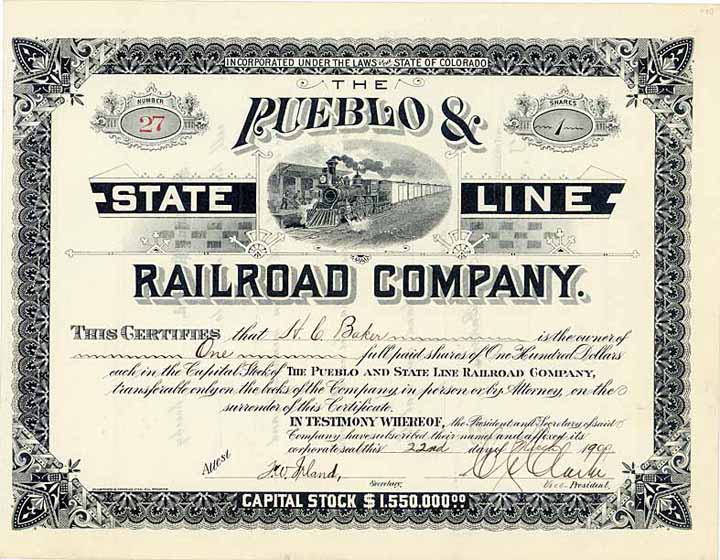 INCORPORATED UNDER THE LAWS OF THE STATE OF COLORADO
THE
NUMBER
27
PUEBLO &
SHARES
1
STATE LINE
RAILROAD COMPANY.
THIS CERTIFIES that H. C. Baker is the owner of
One full paid shares of One Hundred Dollars
each in the Capital Stock of THE PUEBLO AND STATE LINE RAILROAD COMPANY,
transferable only on the books of the Company, in person or by Attorney, on the
surrender of this Certificate.
IN TESTIMONY WHEREOF, the President and Secretary of said
Company have subscribed their names and affixed its
corporate seal this 22nd day of March 190
Attest
Secretary.
Clarke
Vice-President.
CAPITAL STOCK $1,550,000.00